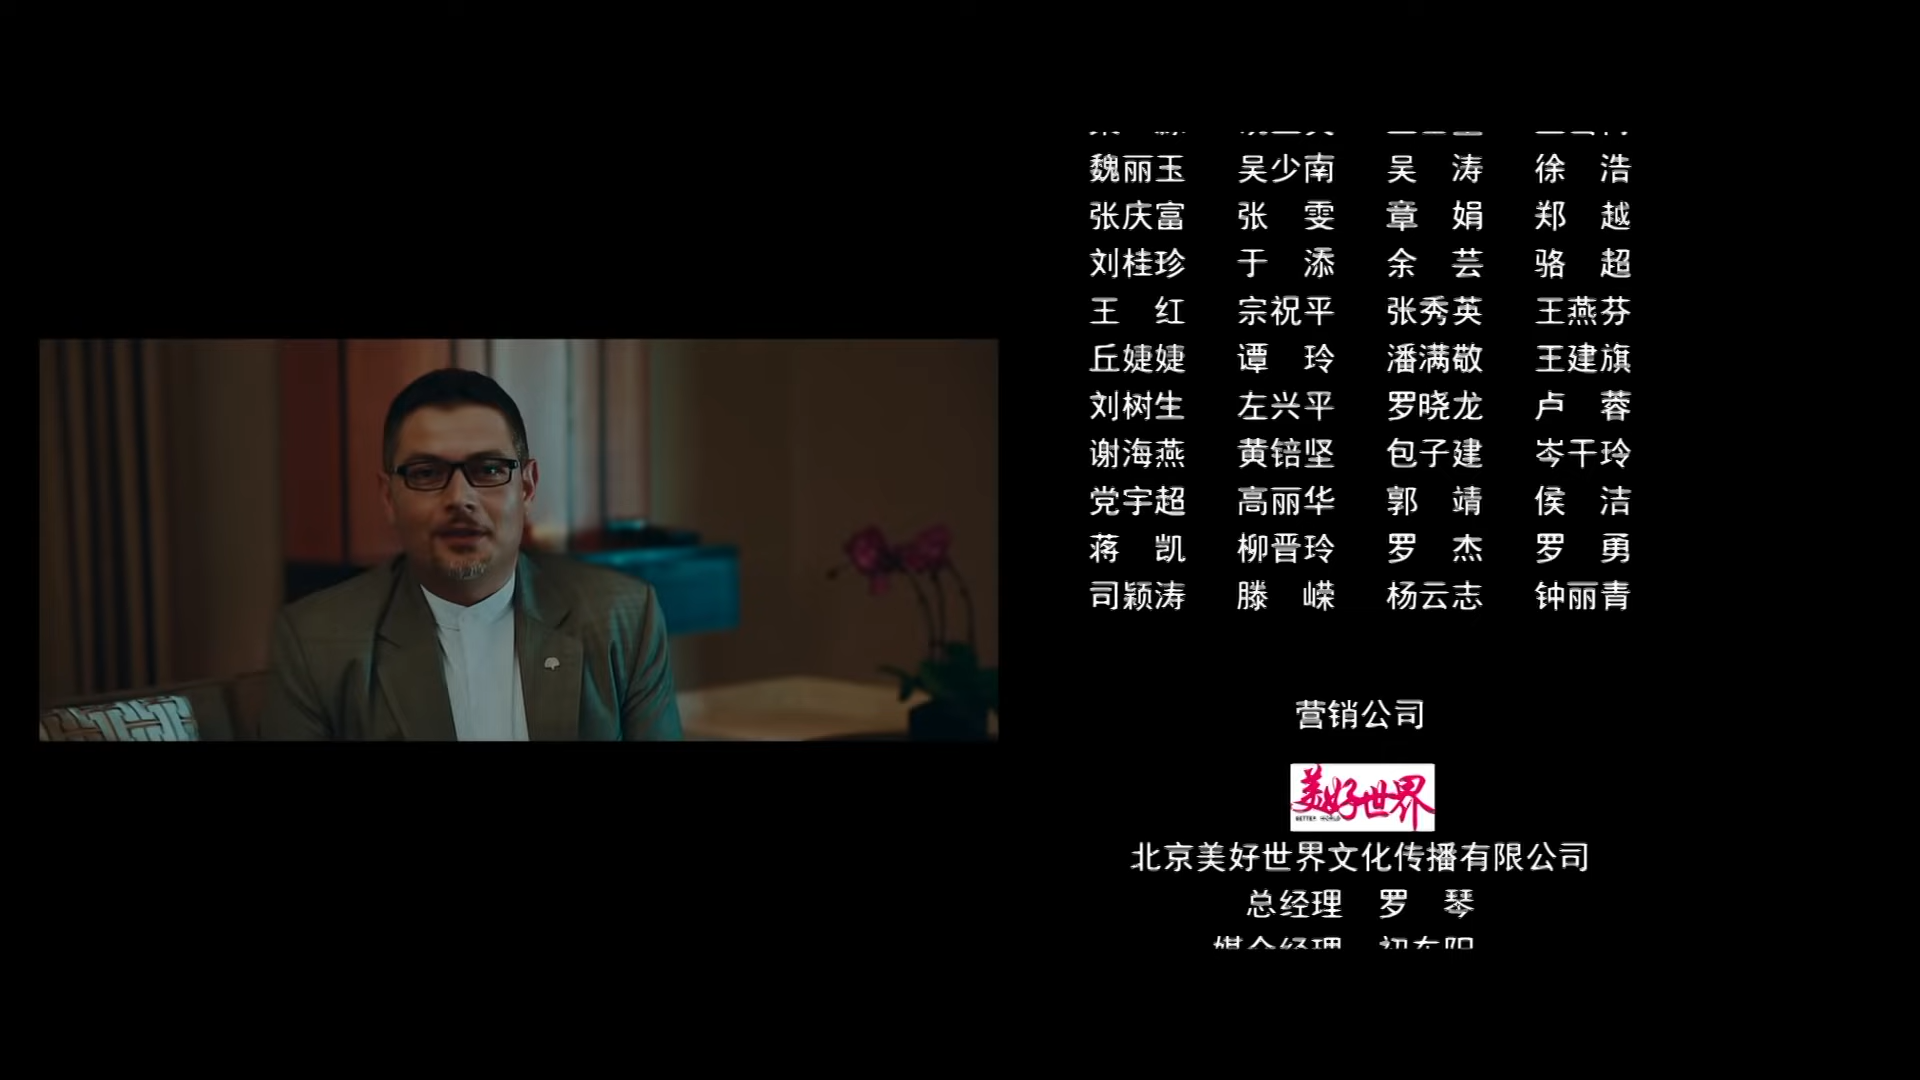 魏丽玉 吴少南 吴 涛 徐 浩
张庆富 张 雯 章 娟 郑 越
刘桂珍 于 添 余 芸 骆 超
王 红 宗祝平 张秀英 王燕芬
丘婕婕 谭 玲 潘满敬 王建旗
刘树生 左兴平 罗晓龙 卢 蓉
谢海燕 黄锫坚 包子建 岑干玲
党宇超 高丽华 郭 靖 侯 洁
蒋 凯 柳晋玲 罗 杰 罗 勇
司颖涛 滕 嵘 杨云志 钟丽青
营销公司
美好世界
BETTER WORLD
北京美好世界文化传播有限公司
总经理 罗 琴